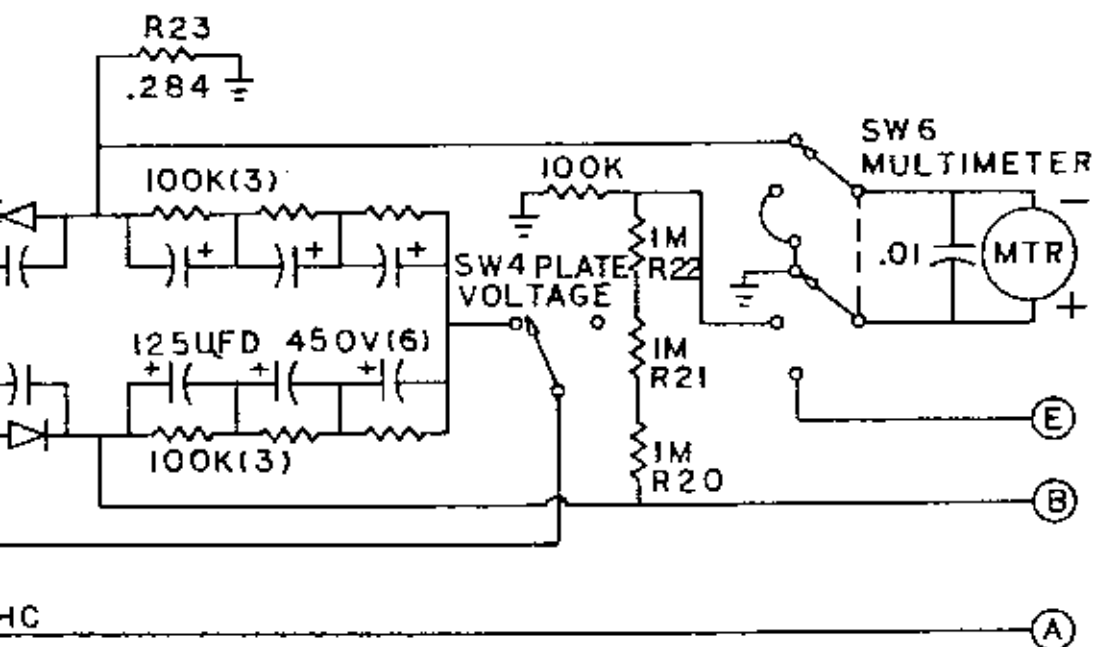 R23
.284
SW6
MULTIMETER
100K(3)
100K
.01
MTR
-
+
1M
R22
SW4 PLATE
VOLTAGE
+
+
+
125UFD 450V(6)
+
+
+
1M
R21
100K(3)
1M
R20
E
B
HC
A